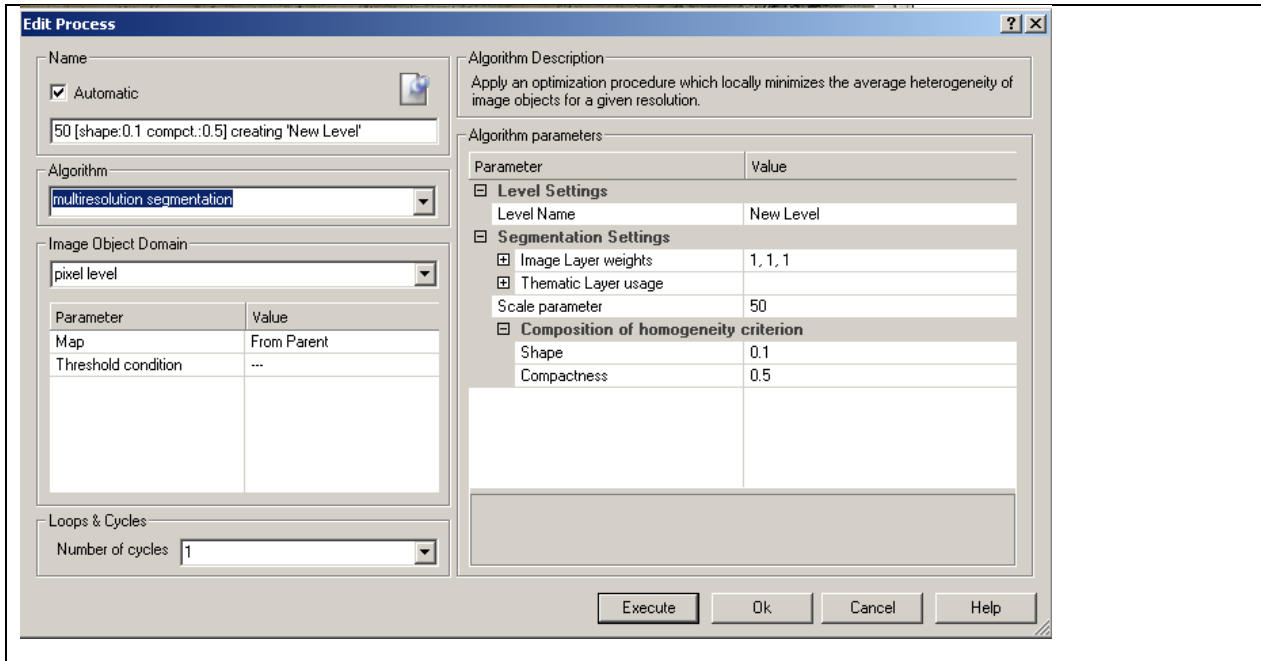 Edit Process
Name
Automatic
50 [shape:0.1 compct.:0.5] creating 'New Level'
Algorithm
multiresolution segmentation
Image Object Domain
pixel level
Parameter Value
Map From Parent
Threshold condition ---
Loops & Cycles
Number of cycles 1
Algorithm Description
Apply an optimization procedure which locally minimizes the average heterogeneity of
image objects for a given resolution.
Algorithm parameters
Parameter Value
Level Settings
Level Name New Level
Segmentation Settings
Image Layer weights 1, 1, 1
Thematic Layer usage
Scale parameter 50
Composition of homogeneity criterion
Shape 0.1
Compactness 0.5
Execute Ok Cancel Help